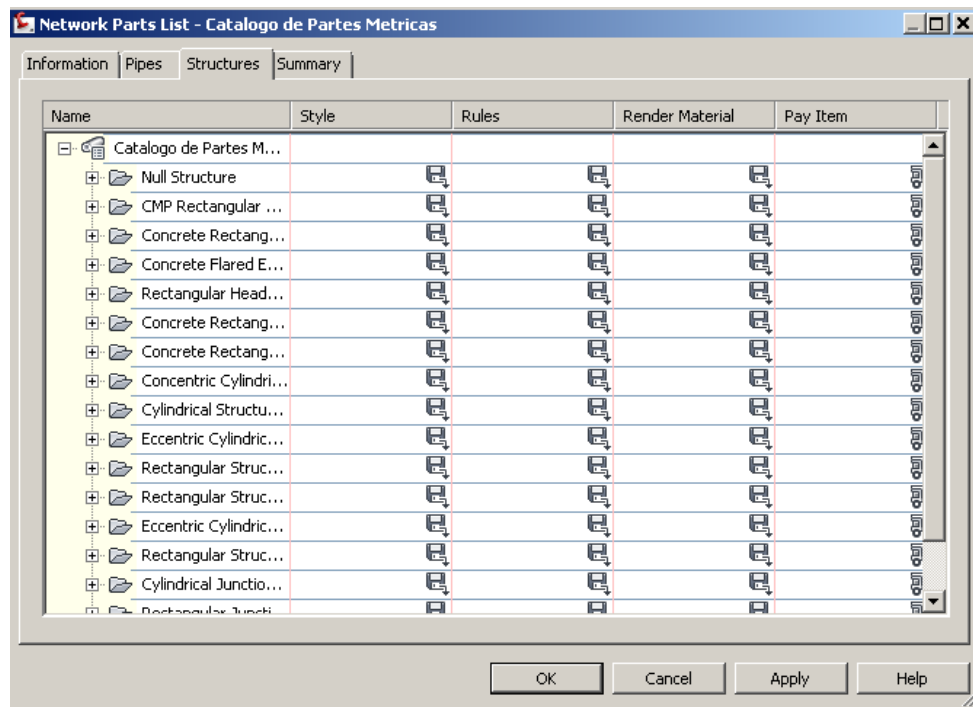 Network Parts List - Catalogo de Partes Metricas
Information Pipes Structures Summary
Name Style Rules Render Material Pay Item
Catalogo de Partes M...
Null Structure
CMP Rectangular ...
Concrete Rectang...
Concrete Flared E...
Rectangular Head...
Concrete Rectang...
Concrete Rectang...
Concentric Cylindri...
Cylindrical Structu...
Eccentric Cylindric...
Rectangular Struc...
Rectangular Struc...
Eccentric Cylindric...
Rectangular Struc...
Cylindrical Junctio...
Rectangular Juncti...
OK Cancel Apply Help